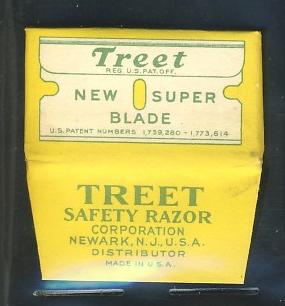 Treet
REG. U.S. PAT. OFF.
NEW SUPER
BLADE
U.S. PATENT NUMBERS 1,739,280 - 1,773,614
TREET
SAFETY RAZOR
CORPORATION
NEWARK, N.J., U.S.A.
DISTRIBUTOR
MADE IN U.S.A.